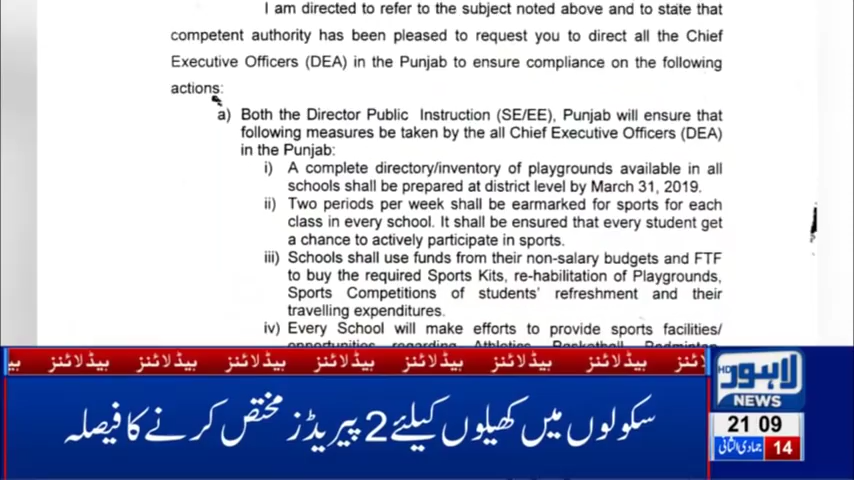 I am directed to refer to the subject noted above and to state that
competent authority has been pleased to request you to direct all the Chief
Executive Officers (DEA) in the Punjab to ensure compliance on the following
actions:
a) Both the Director Public Instruction (SE/EE), Punjab will ensure that
following measures be taken by the all Chief Executive Officers (DEA)
in the Punjab:
i) A complete directory/inventory of playgrounds available in all
schools shall be prepared at district level by March 31, 2019.
ii) Two periods per week shall be earmarked for sports for each
class in every school. It shall be ensured that every student get
a chance to actively participate in sports.
iii) Schools shall use funds from their non-salary budgets and FTF
to buy the required Sports Kits, re-habilitation of Playgrounds,
Sports Competitions of students' refreshment and their
travelling expenditures.
iv) Every School will make efforts to provide sports facilities/
opportunities regarding Athletics, Basketball, Badminton,
ہیڈلائنز ہیڈلائنز ہیڈلائنز ہیڈلائنز ہیڈلائنز ہیڈلائنز ہیڈلائنز
سکولوں میں کھیلوں کیلئے 2 پیریڈز مختص کرنے کا فیصلہ
لاہور HD
NEWS
21 09
جمادی الثانی 14